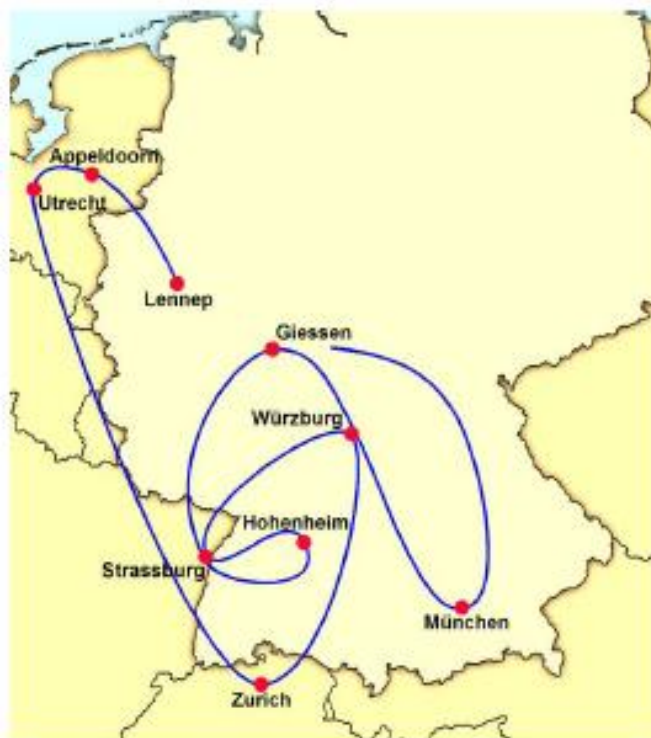 Appeldoorn
Utrecht
Lennep
Giessen
Würzburg
Hohenheim
Strassburg
München
Zurich